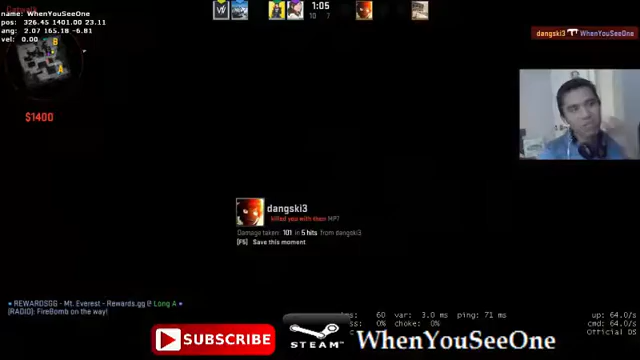 Catwalk
name: WhenYouSeeOne
pos: 326.45 1401.00 23.11
ang: 2.07 165.18 -6.81
vel: 0.00
B
A
$1400
1:05
10 7
dangski3 WhenYouSeeOne
dangski3
killed you with their MP7
Damage taken: 101 in 5 hits from dangski3
[F5] Save this moment
● REWARDSGG - Mt. Everest - Rewards.gg @ Long A ●
(RADIO): FireBomb on the way!
fps: 60 var: 3.0 ms ping: 71 ms
loss: 0% choke: 0%
up: 64.0/s
cmd: 64.0/s
Official DS
SUBSCRIBE
STEAM
WhenYouSeeOne